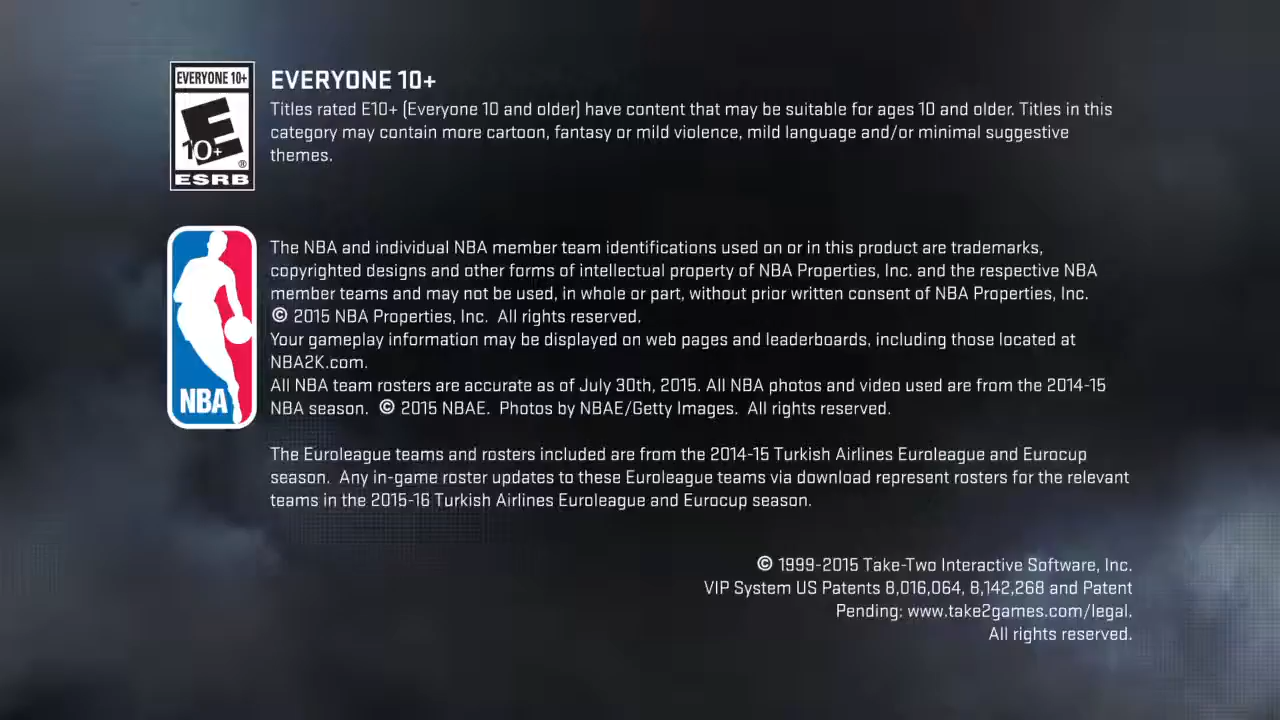 EVERYONE 10+
EVERYONE 10+
Titles rated E10+ (Everyone 10 and older) have content that may be suitable for ages 10 and older. Titles in this
category may contain more cartoon, fantasy or mild violence, mild language and/or minimal suggestive
themes.
E
10+
®
ESRB
The NBA and individual NBA member team identifications used on or in this product are trademarks,
copyrighted designs and other forms of intellectual property of NBA Properties, Inc. and the respective NBA
member teams and may not be used, in whole or part, without prior written consent of NBA Properties, Inc.
© 2015 NBA Properties, Inc. All rights reserved.
Your gameplay information may be displayed on web pages and leaderboards, including those located at
NBA2K.com.
All NBA team rosters are accurate as of July 30th, 2015. All NBA photos and video used are from the 2014-15
NBA season. © 2015 NBAE. Photos by NBAE/Getty Images. All rights reserved.
NBA
The Euroleague teams and rosters included are from the 2014-15 Turkish Airlines Euroleague and Eurocup
season. Any in-game roster updates to these Euroleague teams via download represent rosters for the relevant
teams in the 2015-16 Turkish Airlines Euroleague and Eurocup season.
© 1999-2015 Take-Two Interactive Software, Inc.
VIP System US Patents 8,016,064, 8,142,268 and Patent
Pending: www.take2games.com/legal.
All rights reserved.